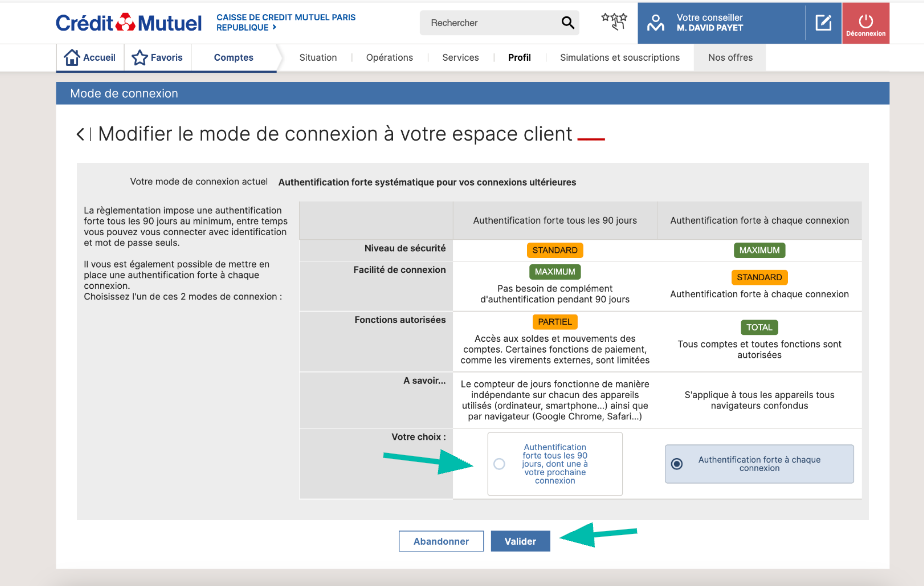 Crédit Mutuel
CAISSE DE CREDIT MUTUEL PARIS
REPUBLIQUE
Rechercher
Votre conseiller
M. DAVID PAYET
Déconnexion
Accueil
Favoris
Comptes
Situation
Opérations
Services
Profil
Simulations et souscriptions
Nos offres
Mode de connexion
Modifier le mode de connexion à votre espace client
Votre mode de connexion actuel
Authentification forte systématique pour vos connexions ultérieures
La règlementation impose une authentification
forte tous les 90 jours au minimum, entre temps
vous pouvez vous connecter avec identification
et mot de passe seuls.
Il vous est également possible de mettre en
place une authentification forte à chaque
connexion.
Choisissez l'un de ces 2 modes de connexion :
Authentification forte tous les 90 jours
Authentification forte à chaque connexion
Niveau de sécurité
STANDARD
MAXIMUM
Facilité de connexion
MAXIMUM
Pas besoin de complément
d'authentification pendant 90 jours
STANDARD
Authentification forte à chaque connexion
Fonctions autorisées
PARTIEL
Accès aux soldes et mouvements des
comptes. Certaines fonctions de paiement,
comme les virements externes, sont limitées
TOTAL
Tous comptes et toutes fonctions sont
autorisées
A savoir...
Le compteur de jours fonctionne de manière
indépendante sur chacun des appareils
utilisés (ordinateur, smartphone...) ainsi que
par navigateur (Google Chrome, Safari...)
S'applique à tous les appareils tous
navigateurs confondus
Votre choix :
Authentification
forte tous les 90
jours, dont une à
votre prochaine
connexion
Authentification forte à chaque
connexion
Abandonner
Valider